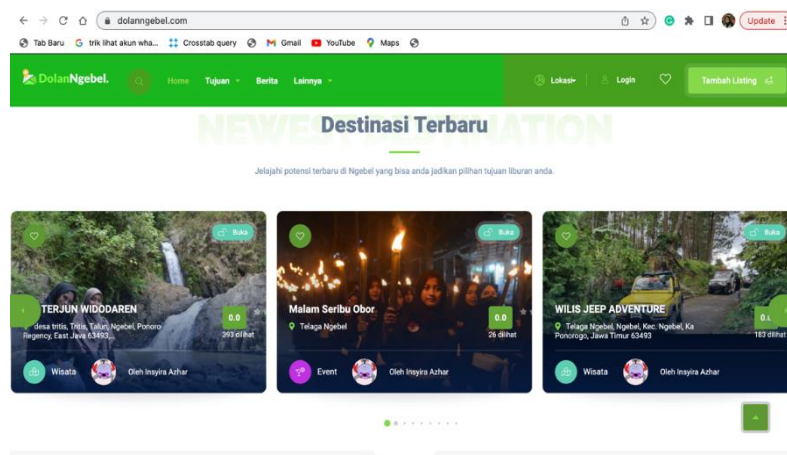 dolanngebel.com
Update
Tab Baru
trik lihat akun wha...
Crosstab query
Gmail
YouTube
Maps
DolanNgebel.
Home
Tujuan
Berita
Lainnya
Lokasi
Login
Tambah Listing
NEWEST DESTINATION
Destinasi Terbaru
Jelajahi potensi terbaru di Ngebel yang bisa anda jadikan pilihan tujuan liburan anda.
Buka
TERJUN WIDODAREN
desa tritis, Tritis, Talun, Ngebel, Ponoro
Regency, East Java 63493...
0.0
393 dilihat
Wisata
Oleh Insyira Azhar
Buka
Malam Seribu Obor
Telaga Ngebel
0.0
26 dilihat
Event
Oleh Insyira Azhar
Buka
WILIS JEEP ADVENTURE
Telaga Ngebel, Ngebel, Kec. Ngebel, Ka
Ponorogo, Jawa Timur 63493
183 dilihat
Wisata
Oleh Insyira Azhar